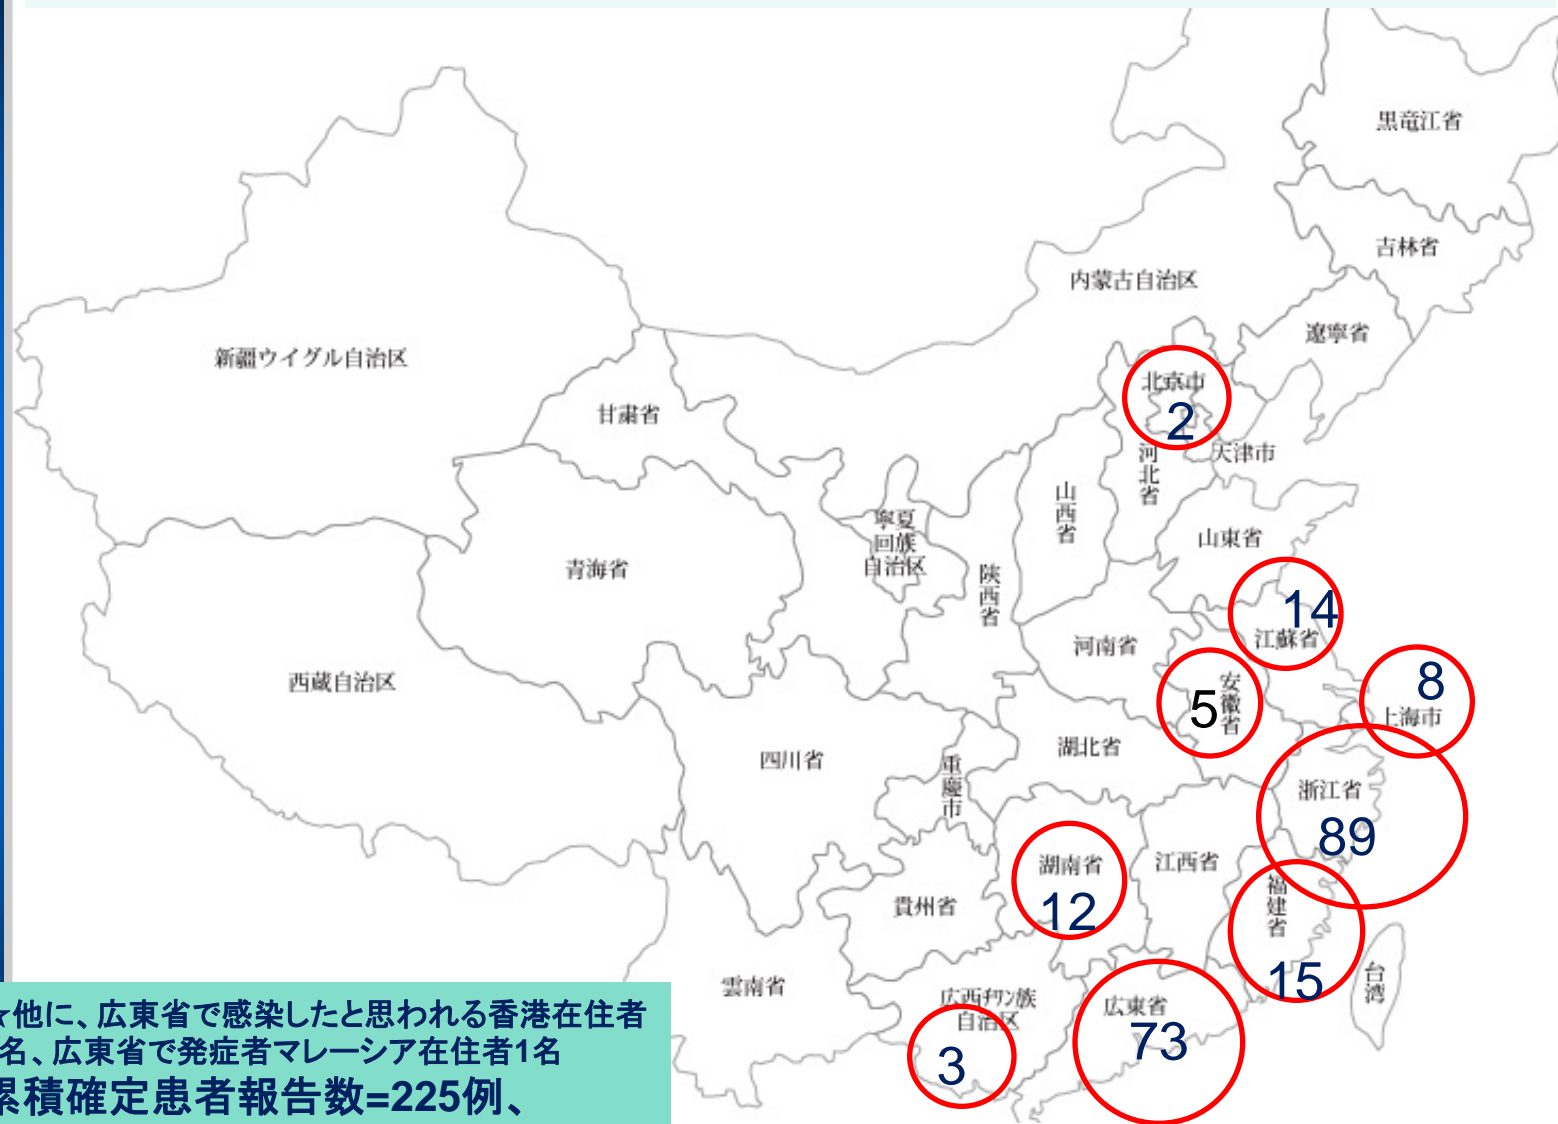 黒竜江省
吉林省
内蒙古自治区
遼寧省
新疆ウイグル自治区
北京市
2
甘粛省
天津市
河
北
省
山
西
省
寧夏
回族
自治区
山東省
青海省
陝
西
省
14
江蘇省
河南省
西蔵自治区
5
安
徽
省
8
上海市
四川省
湖北省
重
慶
市
浙江省
89
湖南省
12
江西省
貴州省
福
建
省
15
雲南省
広西チワン族
自治区
3
広東省
73
台
湾
他に、広東省で感染したと思われる香港在住者
名、広東省で発症者マレーシア在住者1名
累積確定患者報告数=225例、